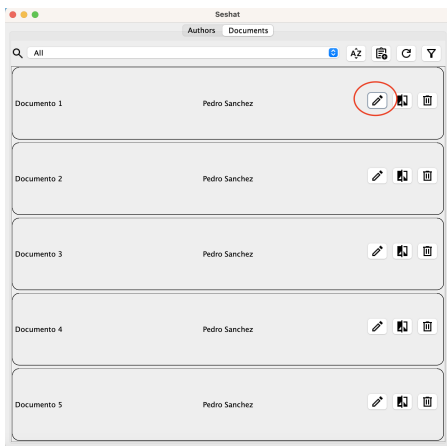 Seshat
Authors Documents
All
AZ
Documento 1 Pedro Sanchez
Documento 2 Pedro Sanchez
Documento 3 Pedro Sanchez
Documento 4 Pedro Sanchez
Documento 5 Pedro Sanchez